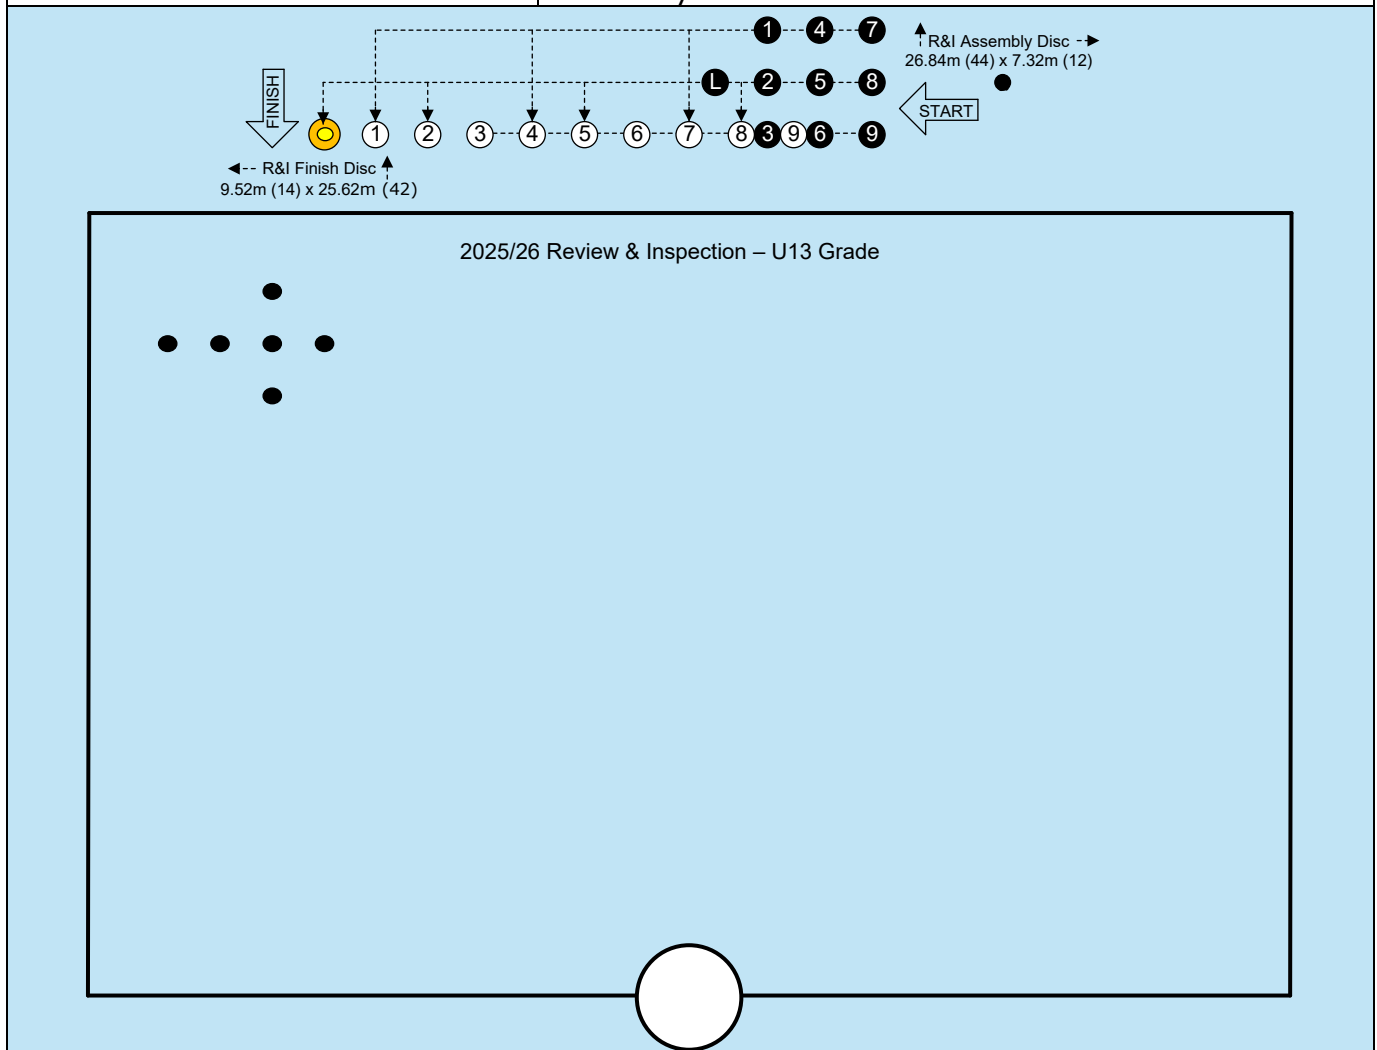 1 4 7
R&I Assembly Disc
26.84m (44) x 7.32m (12)
L 2 5 8
FINISH
START
1 2 3 4 5 6 7 8 3 9 6 9
R&I Finish Disc
9.52m (14) x 25.62m (42)
2025/26 Review & Inspection – U13 Grade